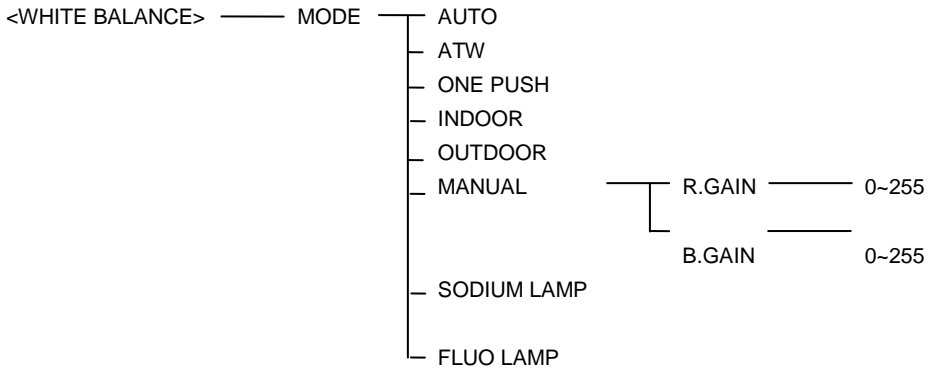 <WHITE BALANCE> MODE AUTO
ATW
ONE PUSH
INDOOR
OUTDOOR
MANUAL R.GAIN 0~255
B.GAIN 0~255
SODIUM LAMP
FLUO LAMP